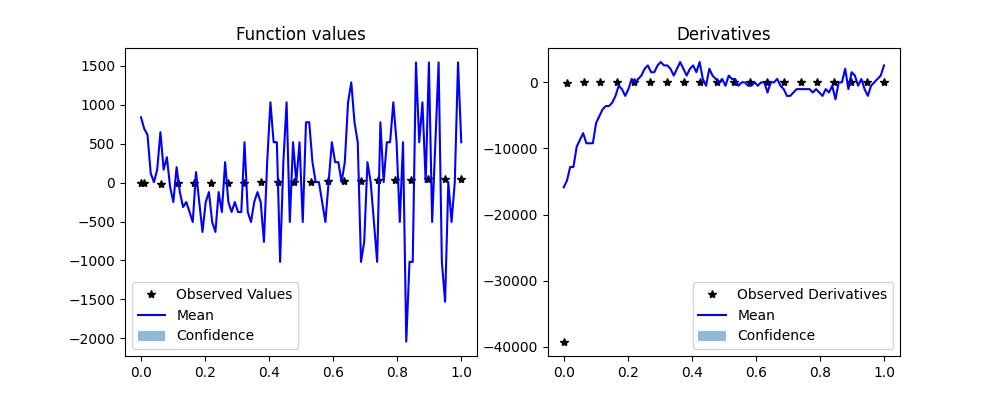 Function values
1500
1000
500
0
−500
−1000
−1500
−2000
0.0 0.2 0.4 0.6 0.8 1.0
Observed Values
Mean
Confidence
Derivatives
0
−10000
−20000
−30000
−40000
0.0 0.2 0.4 0.6 0.8 1.0
Observed Derivatives
Mean
Confidence